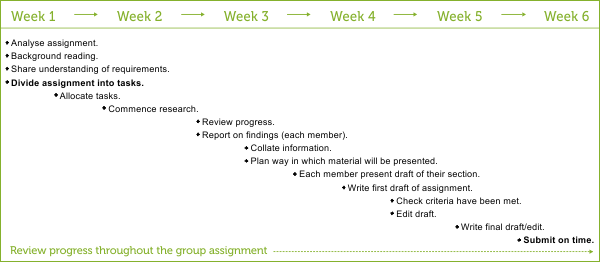 Week 1 Week 2 Week 3 Week 4 Week 5 Week 6
Analyse assignment.
Background reading.
Share understanding of requirements.
Divide assignment into tasks.
Allocate tasks.
Commence research.
Review progress.
Report on findings (each member).
Collate information.
Plan way in which material will be presented.
Each member present draft of their section.
Write first draft of assignment.
Check criteria have been met.
Edit draft.
Write final draft/edit.
Submit on time.
Review progress throughout the group assignment